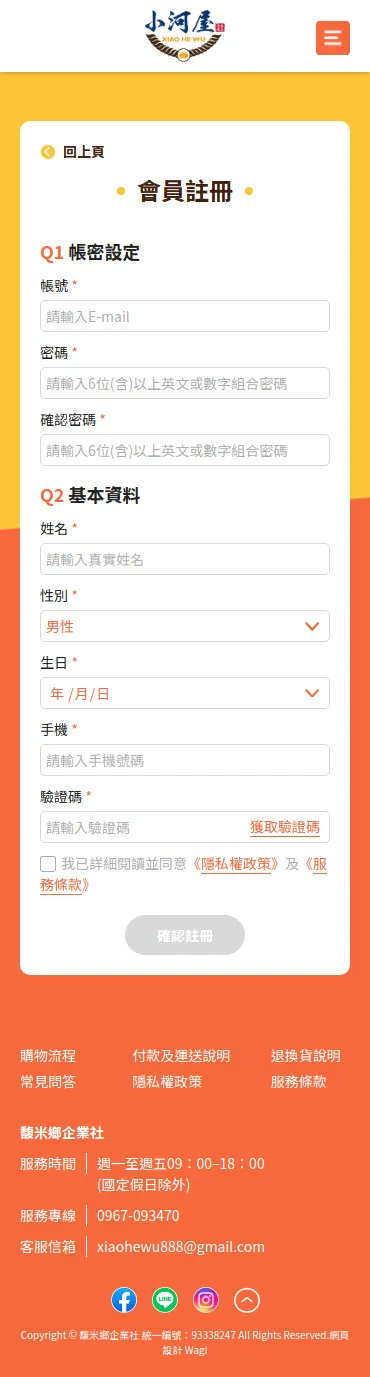 小河屋
XIAO HE WU
回上頁
會員註冊
Q1 帳密設定
帳號 *
請輸入E-mail
密碼 *
請輸入6位(含)以上英文或數字組合密碼
確認密碼 *
請輸入6位(含)以上英文或數字組合密碼
Q2 基本資料
姓名 *
請輸入真實姓名
性別 *
男性
生日 *
年 /月/日
手機 *
請輸入手機號碼
驗證碼 *
請輸入驗證碼 獲取驗證碼
我已詳細閱讀並同意《隱私權政策》及《服
務條款》
確認註冊
購物流程 付款及運送說明 退換貨說明
常見問答 隱私權政策 服務條款
馥米鄉企業社
服務時間 週一至週五09：00–18：00
(國定假日除外)
服務專線 0967-093470
客服信箱 xiaohewu888@gmail.com
LINE
Copyright © 馥米鄉企業社 統一編號：93338247 All Rights Reserved.網頁
設計 Wagi